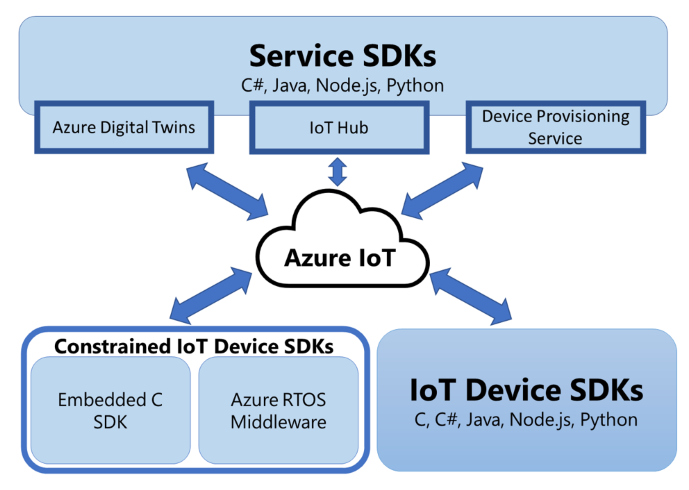 Service SDKs
C#, Java, Node.js, Python
Azure Digital Twins
IoT Hub
Device Provisioning
Service
Azure IoT
Constrained IoT Device SDKs
Embedded C
SDK
Azure RTOS
Middleware
IoT Device SDKs
C, C#, Java, Node.js, Python